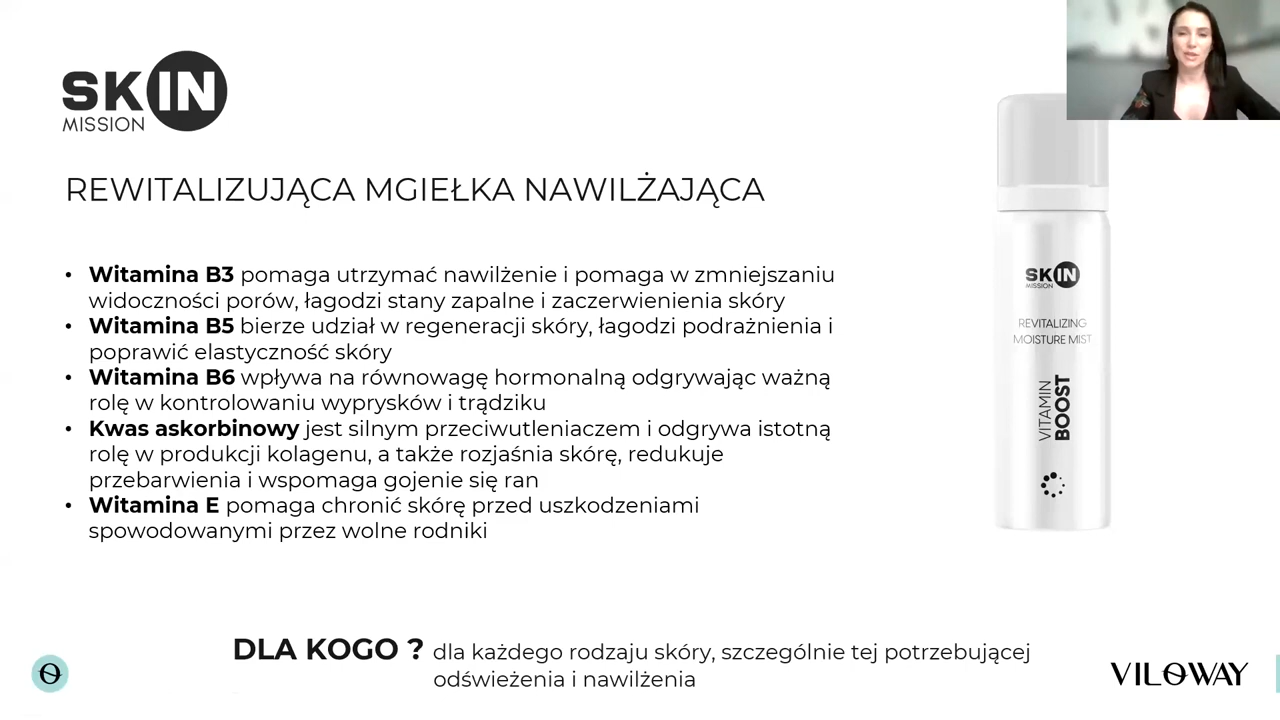 SKIN
MISSION
REWITALIZUJĄCA MGIEŁKA NAWILŻAJĄCA
• Witamina B3 pomaga utrzymać nawilżenie i pomaga w zmniejszaniu
widoczności porów, łagodzi stany zapalne i zaczerwienienia skóry
• Witamina B5 bierze udział w regeneracji skóry, łagodzi podrażnienia i
poprawić elastyczność skóry
• Witamina B6 wpływa na równowagę hormonalną odgrywając ważną
rolę w kontrolowaniu wyprysków i trądziku
• Kwas askorbinowy jest silnym przeciwutleniaczem i odgrywa istotną
rolę w produkcji kolagenu, a także rozjaśnia skórę, redukuje
przebarwienia i wspomaga gojenie się ran
• Witamina E pomaga chronić skórę przed uszkodzeniami
spowodowanymi przez wolne rodniki
SKIN
MISSION
REVITALIZING
MOISTURE MIST
VITAMIN
BOOST
DLA KOGO ? dla każdego rodzaju skóry, szczególnie tej potrzebującej
odświeżenia i nawilżenia
VILOWAY